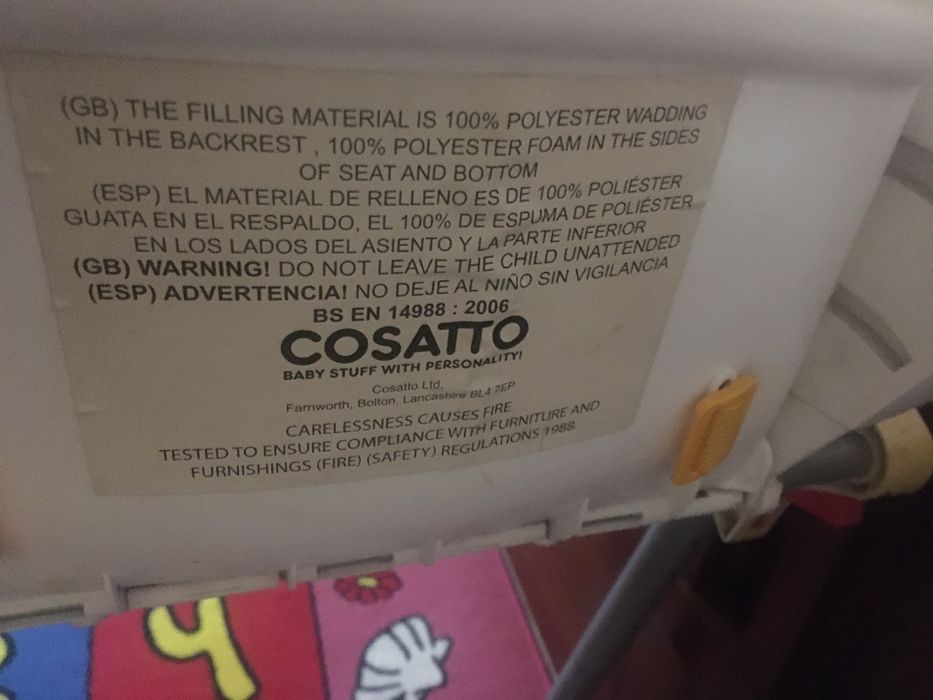 (GB) THE FILLING MATERIAL IS 100% POLYESTER WADDING
IN THE BACKREST , 100% POLYESTER FOAM IN THE SIDES
OF SEAT AND BOTTOM
(ESP) EL MATERIAL DE RELLENO ES DE 100% POLIÉSTER
GUATA EN EL RESPALDO, EL 100% DE ESPUMA DE POLIÉSTER
EN LOS LADOS DEL ASIENTO Y LA PARTE INFERIOR
(GB) WARNING! DO NOT LEAVE THE CHILD UNATTENDED
(ESP) ADVERTENCIA! NO DEJE AL NIÑO SIN VIGILANCIA
BS EN 14988 : 2006
COSATTO
BABY STUFF WITH PERSONALITY!
Cosatto Ltd,
Farnworth, Bolton, Lancashire BL4 7EP
CARELESSNESS CAUSES FIRE
TESTED TO ENSURE COMPLIANCE WITH FURNITURE AND
FURNISHINGS (FIRE) (SAFETY) REGULATIONS 1988.
y